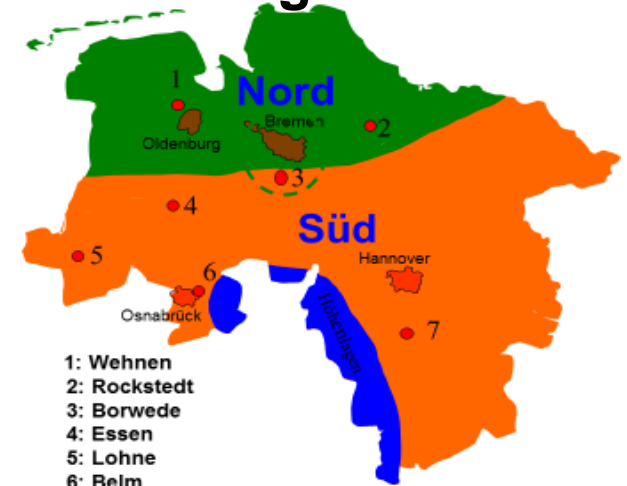 g
1
Nord
Bremen
2
Oldenburg
3
4
Süd
5
Hannover
6
Osnabrück
Höhenlagen
7
1: Wehnen
2: Rockstedt
3: Borwede
4: Essen
5: Lohne
6: Belm